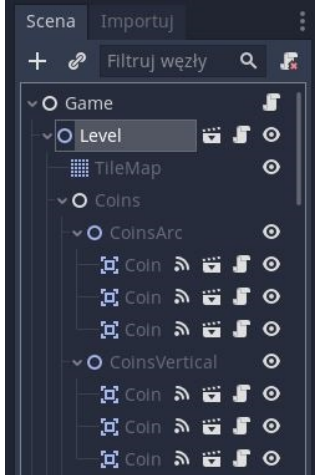 Scena Importuj
Filtruj węzły
Game
Level
TileMap
Coins
CoinsArc
Coin
Coin
Coin
CoinsVertical
Coin
Coin
Coin